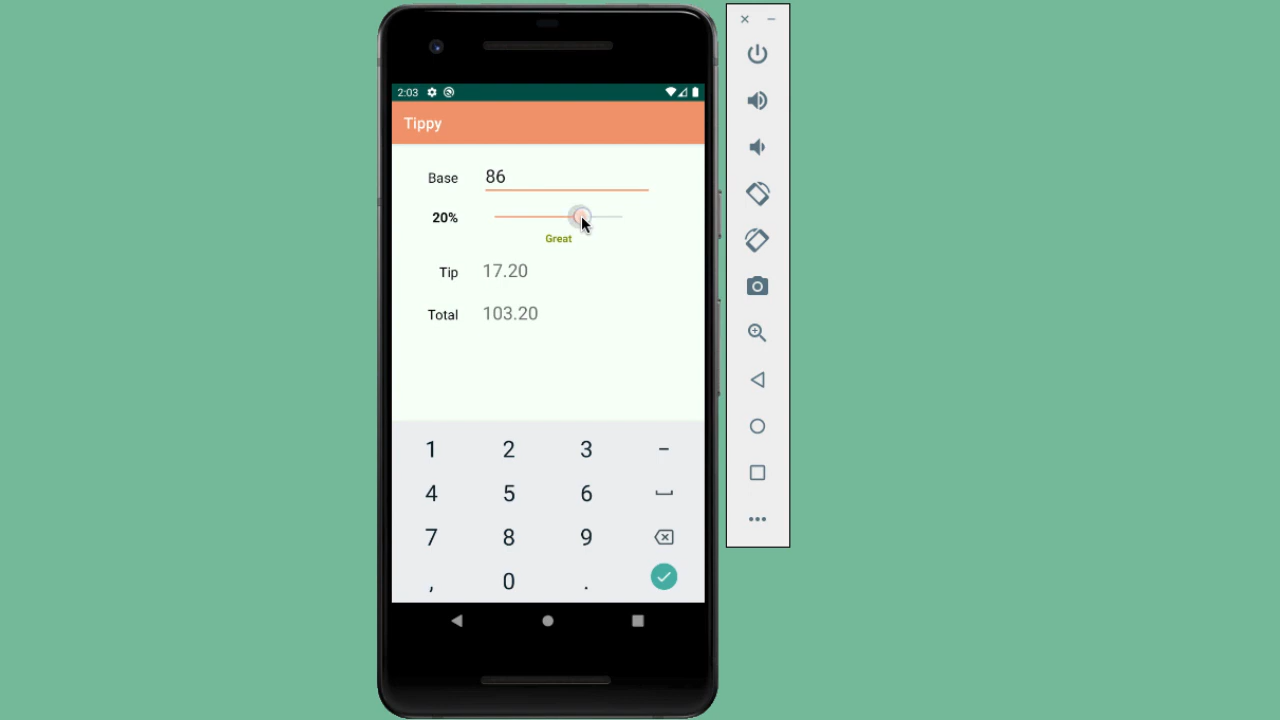 2:03
Tippy
Base 86
20%
Great
Tip 17.20
Total 103.20
1 2 3 -
4 5 6
7 8 9
, 0 .